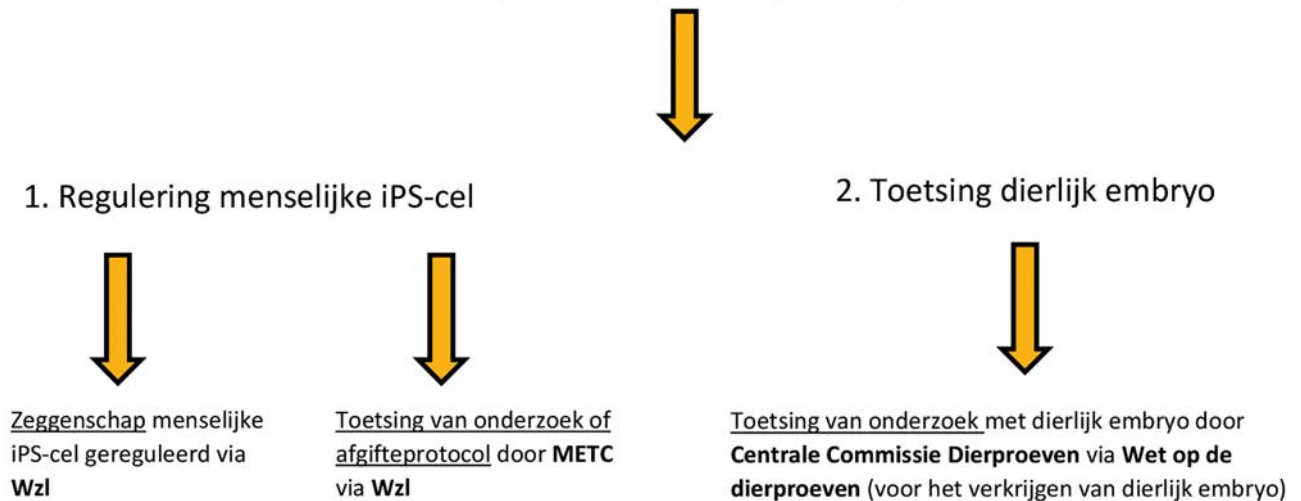 1. Regulering menselijke iPS-cel
2. Toetsing dierlijk embryo
Zeggenschap menselijke
iPS-cel gereguleerd via
Wzl
Toetsing van onderzoek of
afgifteprotocol door METC
via Wzl
Toetsing van onderzoek met dierlijk embryo door
Centrale Commissie Dierproeven via Wet op de
dierproeven (voor het verkrijgen van dierlijk embryo)